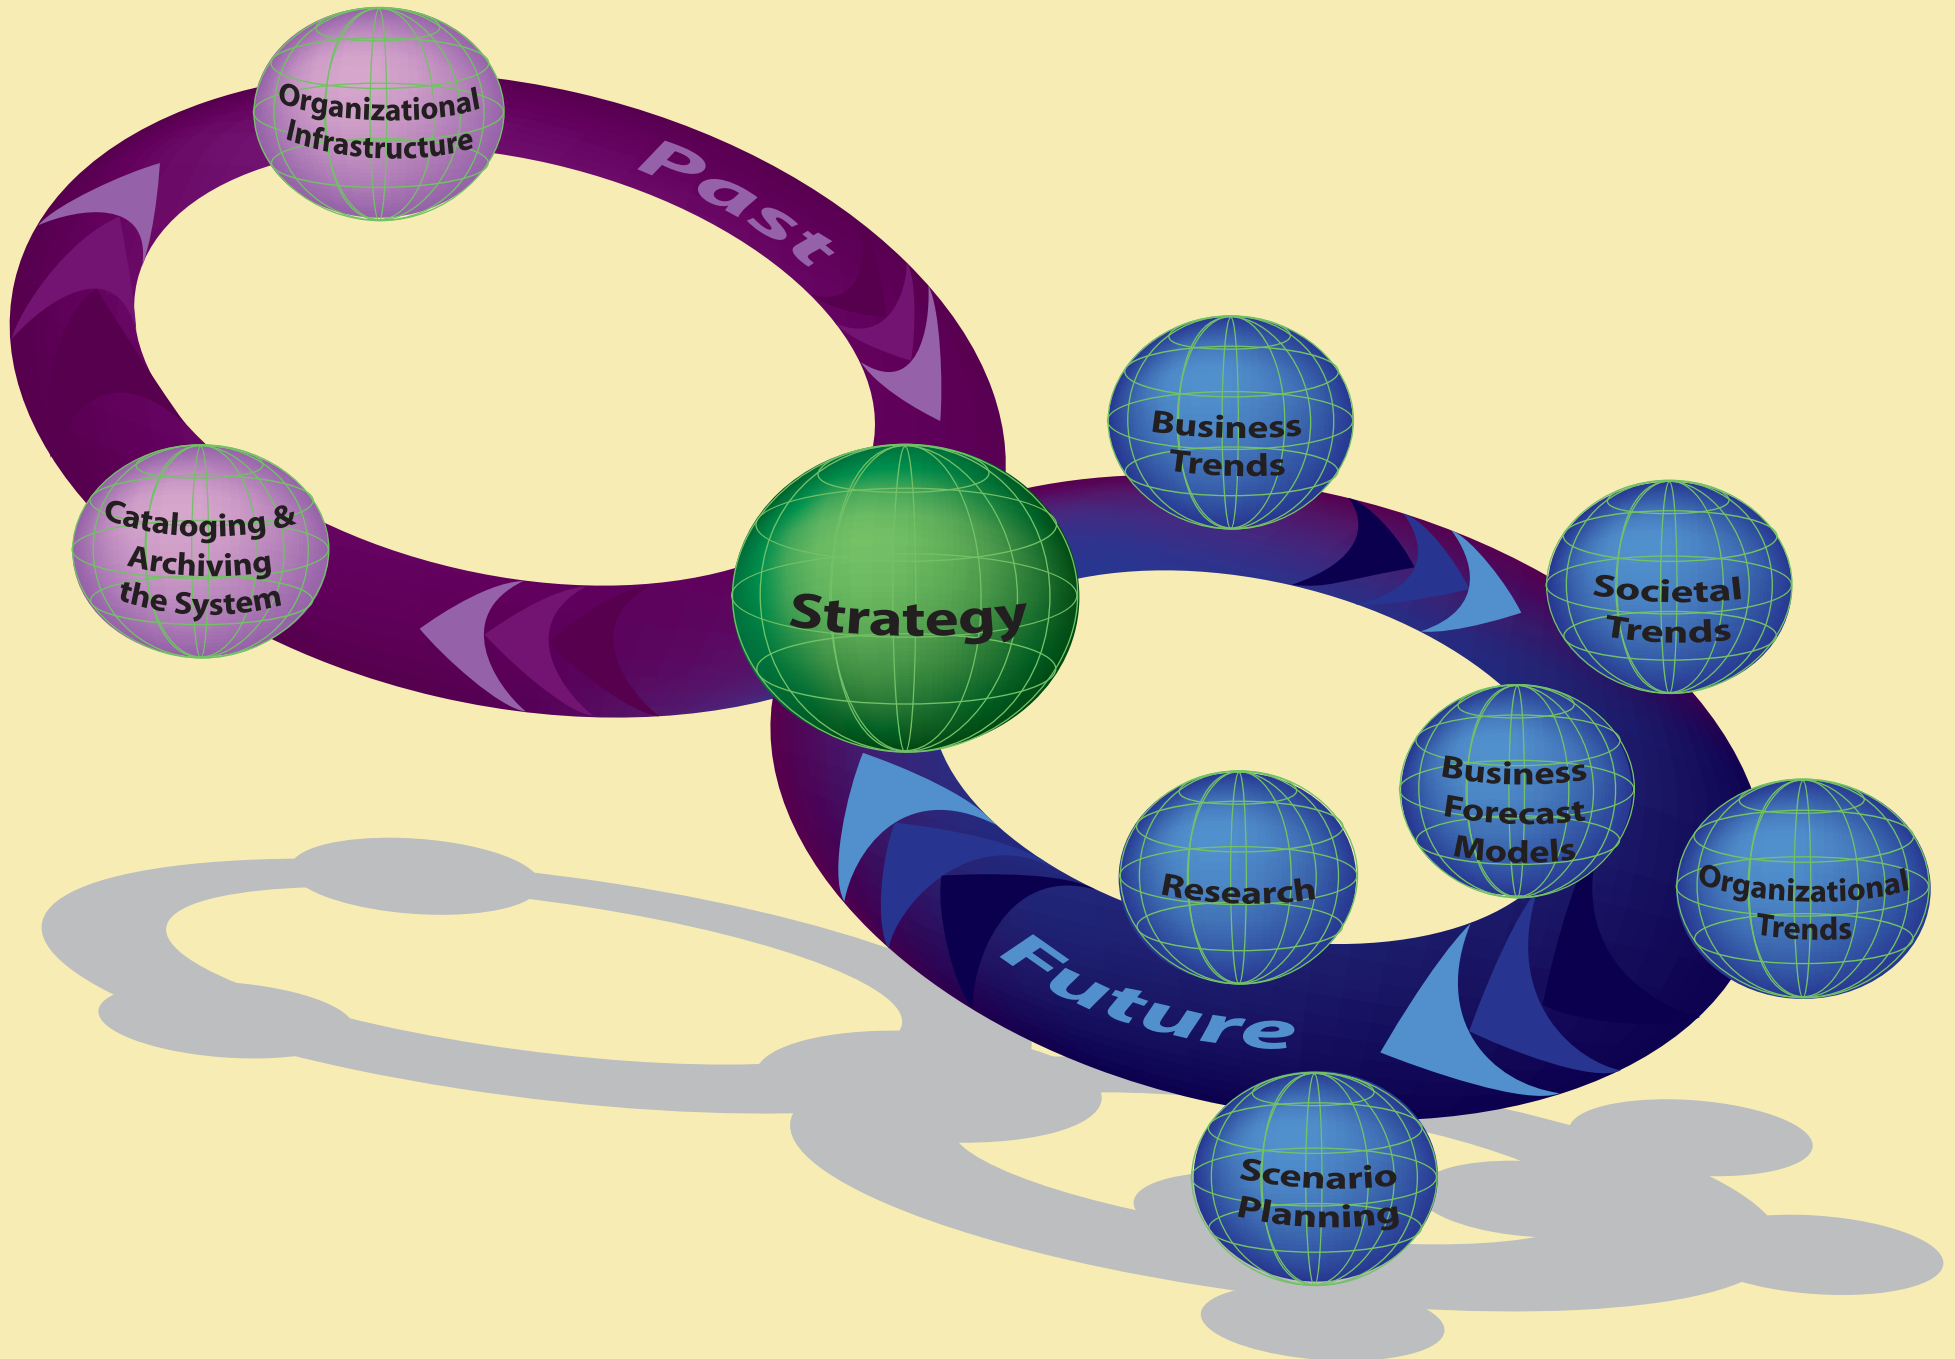 Organizational
Infrastructure
Past
Cataloging &
Archiving
the System
Strategy
Business
Trends
Societal
Trends
Business
Forecast
Models
Research
Organizational
Trends
Future
Scenario
Planning